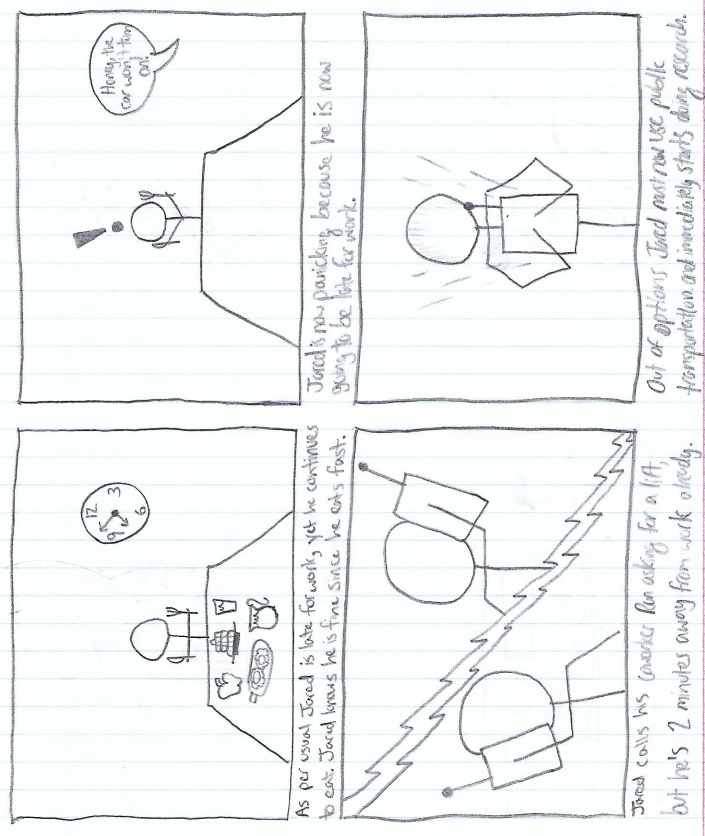 12
9 3
6
As per usual Jared is late for work, yet he continues
to eat. Jared knows he is fine since he eats fast.
Honey, the
car won't turn
on!
Jared is now panicking because he is now
going to be late for work.
Jared calls his coworker asking for a lift,
but he's 2 minutes away from work already.
Out of options Jared must now use public
transportation and immediately starts doing research.